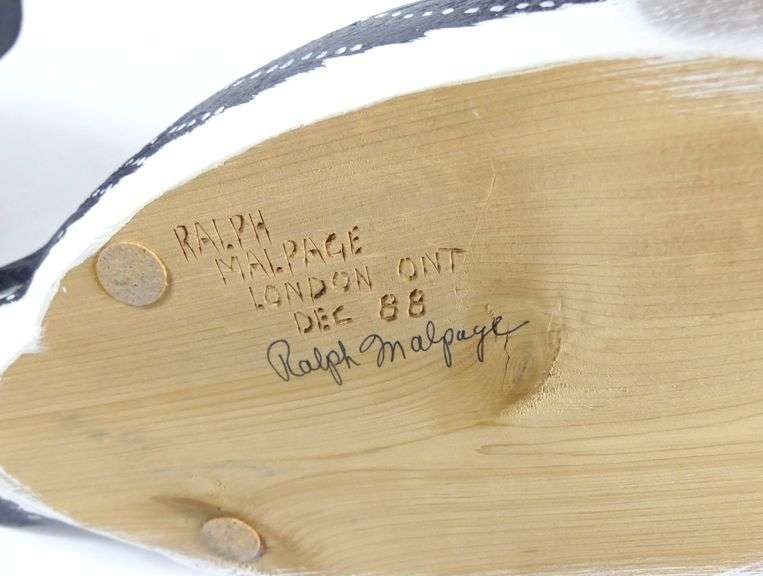 RALPH
MALPAGE
LONDON ONT
DEC 88
Ralph Malpage